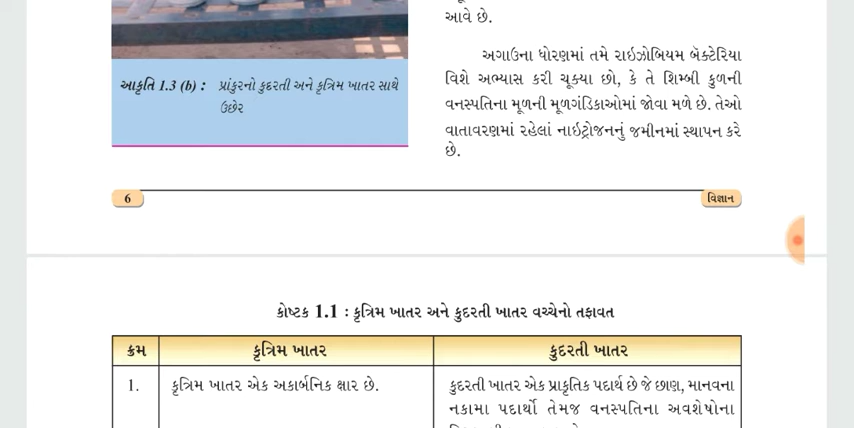 આવે છે.
અગાઉના ધોરણમાં તમે રાઇઝોબિયમ બૅક્ટેરિયા
વિશે અભ્યાસ કરી ચૂક્યા છો, કે તે શિમ્બી કુળની
વનસ્પતિના મૂળની મૂળગંડિકાઓમાં જોવા મળે છે. તેઓ
વાતાવરણમાં રહેલાં નાઇટ્રોજનનું જમીનમાં સ્થાપન કરે
છે.
આકૃતિ 1.3 (b) : પ્રાંકુરનો કુદરતી અને કૃત્રિમ ખાતર સાથે
ઉછેર
6 વિજ્ઞાન
કોષ્ટક 1.1 : કૃત્રિમ ખાતર અને કુદરતી ખાતર વચ્ચેનો તફાવત
ક્રમ કૃત્રિમ ખાતર કુદરતી ખાતર
1. કૃત્રિમ ખાતર એક અકાર્બનિક ક્ષાર છે. કુદરતી ખાતર એક પ્રાકૃતિક પદાર્થ છે જે છાણ, માનવના
નકામા પદાર્થો તેમજ વનસ્પતિના અવશેષોના